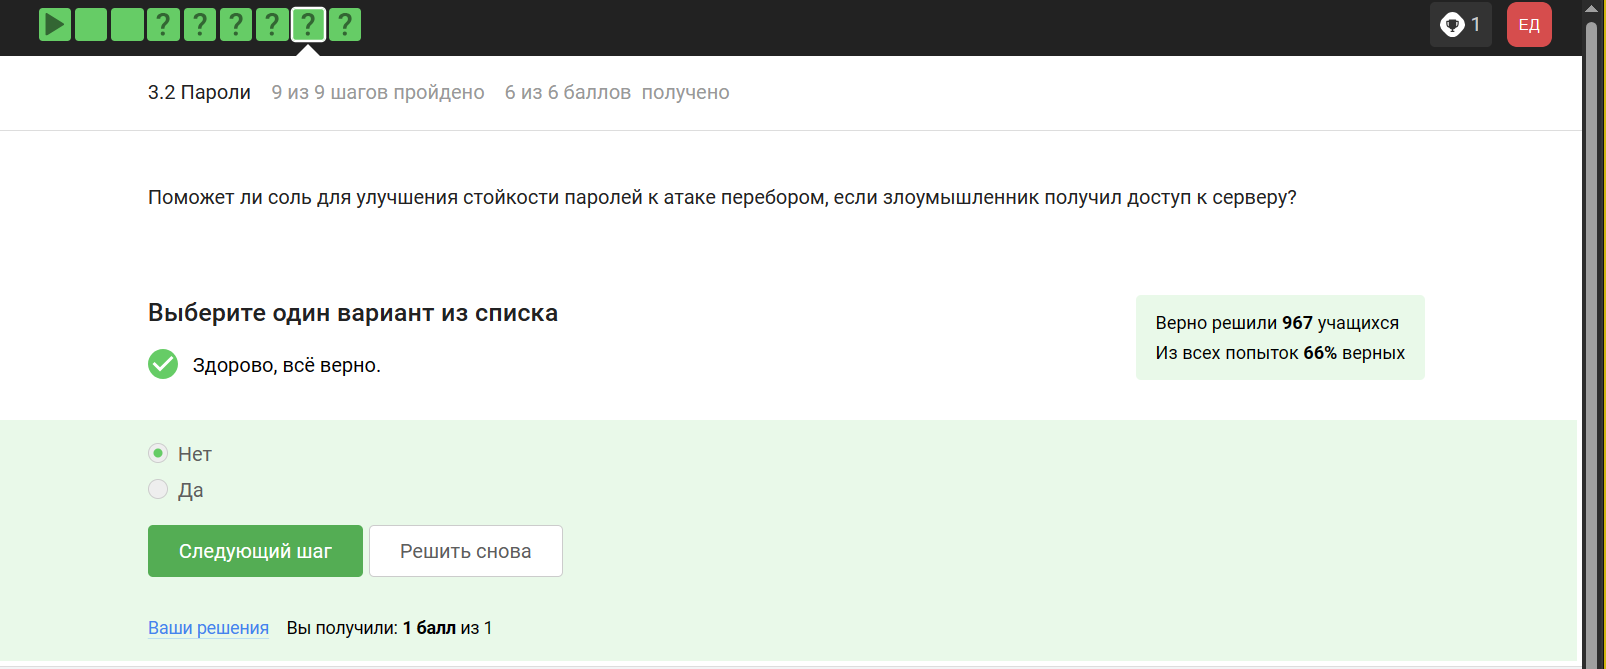 ? ? ? ? ? ?
1
ЕД
3.2 Пароли 9 из 9 шагов пройдено 6 из 6 баллов получено
Поможет ли соль для улучшения стойкости паролей к атаке перебором, если злоумышленник получил доступ к серверу?
Выберите один вариант из списка
Здорово, всё верно.
Верно решили 967 учащихся
Из всех попыток 66% верных
Нет
Да
Следующий шаг
Решить снова
Ваши решения Вы получили: 1 балл из 1